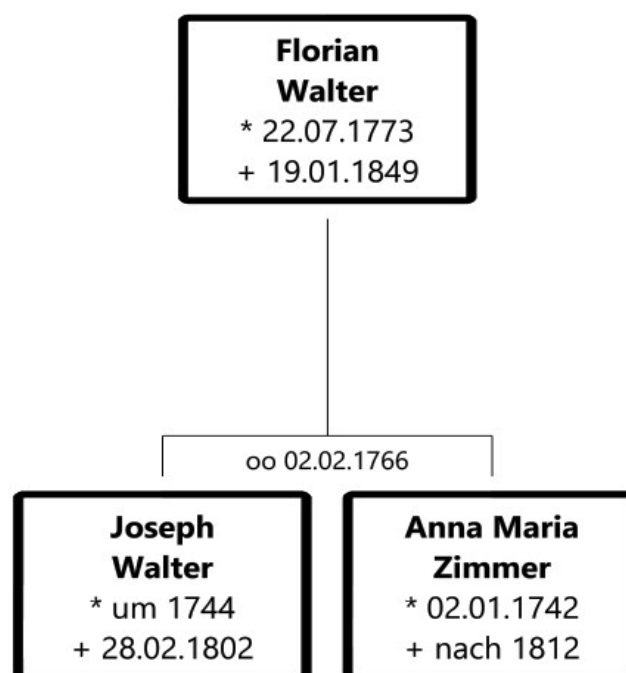 Florian
Walter
* 22.07.1773
+ 19.01.1849
oo 02.02.1766
Joseph
Walter
* um 1744
+ 28.02.1802
Anna Maria
Zimmer
* 02.01.1742
+ nach 1812